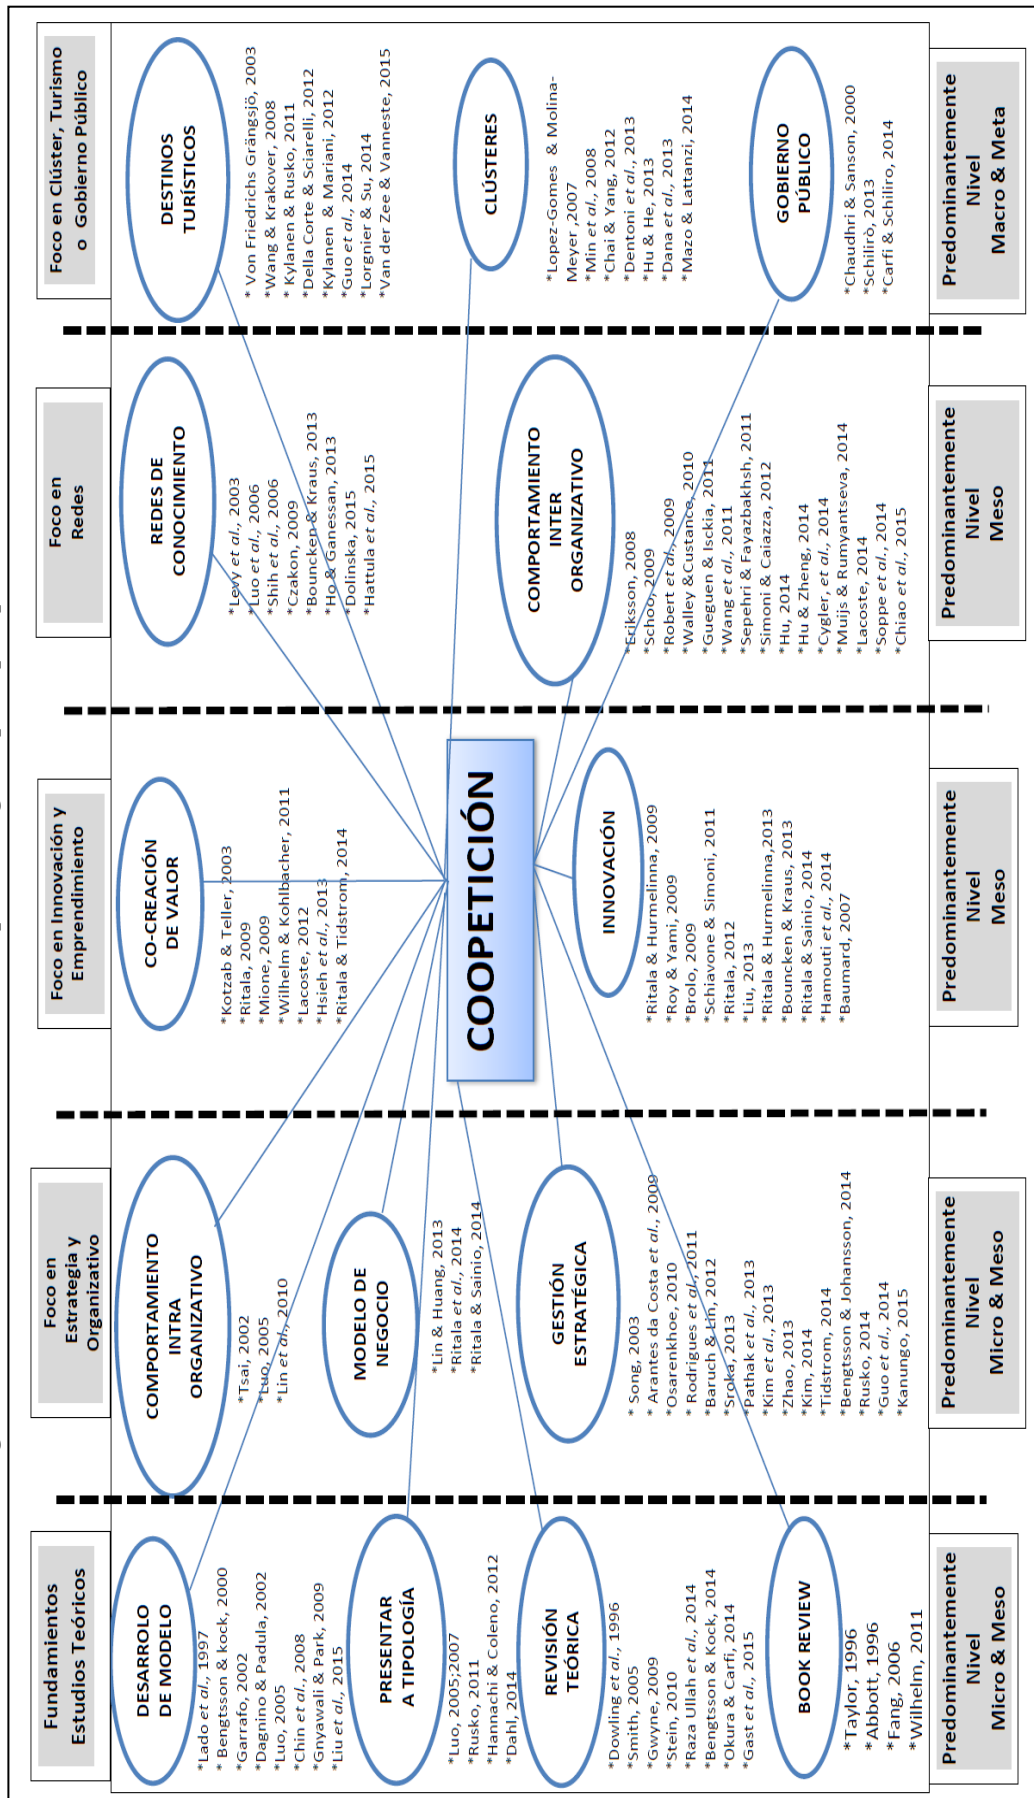 Fundamientos
Estudios Teóricos
Foco en
Estrategia y
Organizativo
Foco en Innovación y
Emprendimiento
Foco en
Redes
Foco en Clúster, Turismo
o Gobierno Público
DESARROLO
DE MODELO
*Lado et al., 1997
* Bengtsson & kock, 2000
*Garrafo, 2002
*Dagnino & Padula, 2002
*Luo, 2005
*Chin et al., 2008
*Gnyawali & Park, 2009
*Liu et al., 2015
PRESENTAR
A TIPOLOGÍA
*Luo, 2005;2007
*Rusko, 2011
*Hannachi & Coleno, 2012
*Dahl, 2014
REVISIÓN
TEÓRICA
*Dowling et al., 1996
*Smith, 2005
*Gwyne, 2009
*Stein, 2010
*Raza Ullah et al., 2014
*Bengtsson & Kock, 2014
*Okura & Carfi, 2014
*Gast et al., 2015
BOOK REVIEW
*Taylor, 1996
*Abbott, 1996
*Fang, 2006
*Wilhelm, 2011
COMPORTAMIENTO
INTRA
ORGANIZATIVO
*Tsai, 2002
*Luo, 2005
*Lin et al., 2010
MODELO DE
NEGOCIO
*Lin & Huang, 2013
*Ritala et al., 2014
*Ritala & Sainio, 2014
GESTIÓN
ESTRATÉGICA
* Song, 2003
* Arantes da Costa et al., 2009
*Osarenkhoe, 2010
* Rodrigues et al., 2011
*Baruch & Lin, 2012
*Sroka, 2013
*Pathak et al., 2013
*Kim et al., 2013
*Zhao, 2013
*Kim, 2014
*Tidstrom, 2014
*Bengtsson & Johansson, 2014
*Rusko, 2014
*Guo et al., 2014
*Kanungo, 2015
CO-CREACIÓN
DE VALOR
*Kotzab & Teller, 2003
*Ritala, 2009
*Mione, 2009
*Wilhelm & Kohlbacher, 2011
*Lacoste, 2012
*Hsieh et al., 2013
*Ritala & Tidstrom, 2014
COOPETICIÓN
INNOVACIÓN
*Ritala & Hurmelinna, 2009
*Roy & Yami, 2009
*Brolo, 2009
*Schiavone & Simoni, 2011
*Ritala, 2012
*Liu, 2013
*Ritala & Hurmelinna,2013
*Bouncken & Kraus, 2013
*Ritala & Sainio, 2014
*Hamouti et al., 2014
*Baumard, 2007
REDES DE
CONOCIMIENTO
*Levy et al., 2003
*Luo et al., 2006
*Shih et al., 2006
*Czakon, 2009
*Bouncken & Kraus, 2013
*Ho & Ganessan, 2013
*Dolinska, 2015
*Hattula et al., 2015
COMPORTAMIENTO
INTER
ORGANIZATIVO
*Eriksson, 2008
*Schoo, 2009
*Robert et al., 2009
*Walley &Custance, 2010
*Gueguen & Isckia, 2011
*Wang et al., 2011
*Sepehri & Fayazbakhsh, 2011
*Simoni & Caiazza, 2012
*Hu, 2014
*Hu & Zheng, 2014
*Cygler, et al., 2014
*Muijs & Rumyantseva, 2014
*Lacoste, 2014
*Soppe et al., 2014
*Chiao et al., 2015
DESTINOS
TURÍSTICOS
* Von Friedrichs Grängsjö, 2003
*Wang & Krakover, 2008
* Kylanen & Rusko, 2011
*Della Corte & Sciarelli, 2012
*Kylanen & Mariani, 2012
*Guo et al., 2014
*Lorgnier & Su, 2014
*Van der Zee & Vanneste, 2015
CLÚSTERES
*Lopez-Gomes & Molina-
Meyer ,2007
*Min et al., 2008
*Chai & Yang, 2012
*Dentoni et al., 2013
*Hu & He, 2013
*Dana et al., 2013
*Mazo & Lattanzi, 2014
GOBIERNO
PÚBLICO
*Chaudhri & Sanson, 2000
*Schilirò, 2013
*Carfi & Schiliro, 2014
Predominantemente
Nivel
Micro & Meso
Predominantemente
Nivel
Micro & Meso
Predominantemente
Nivel
Meso
Predominantemente
Nivel
Meso
Predominantemente
Nivel
Macro & Meta